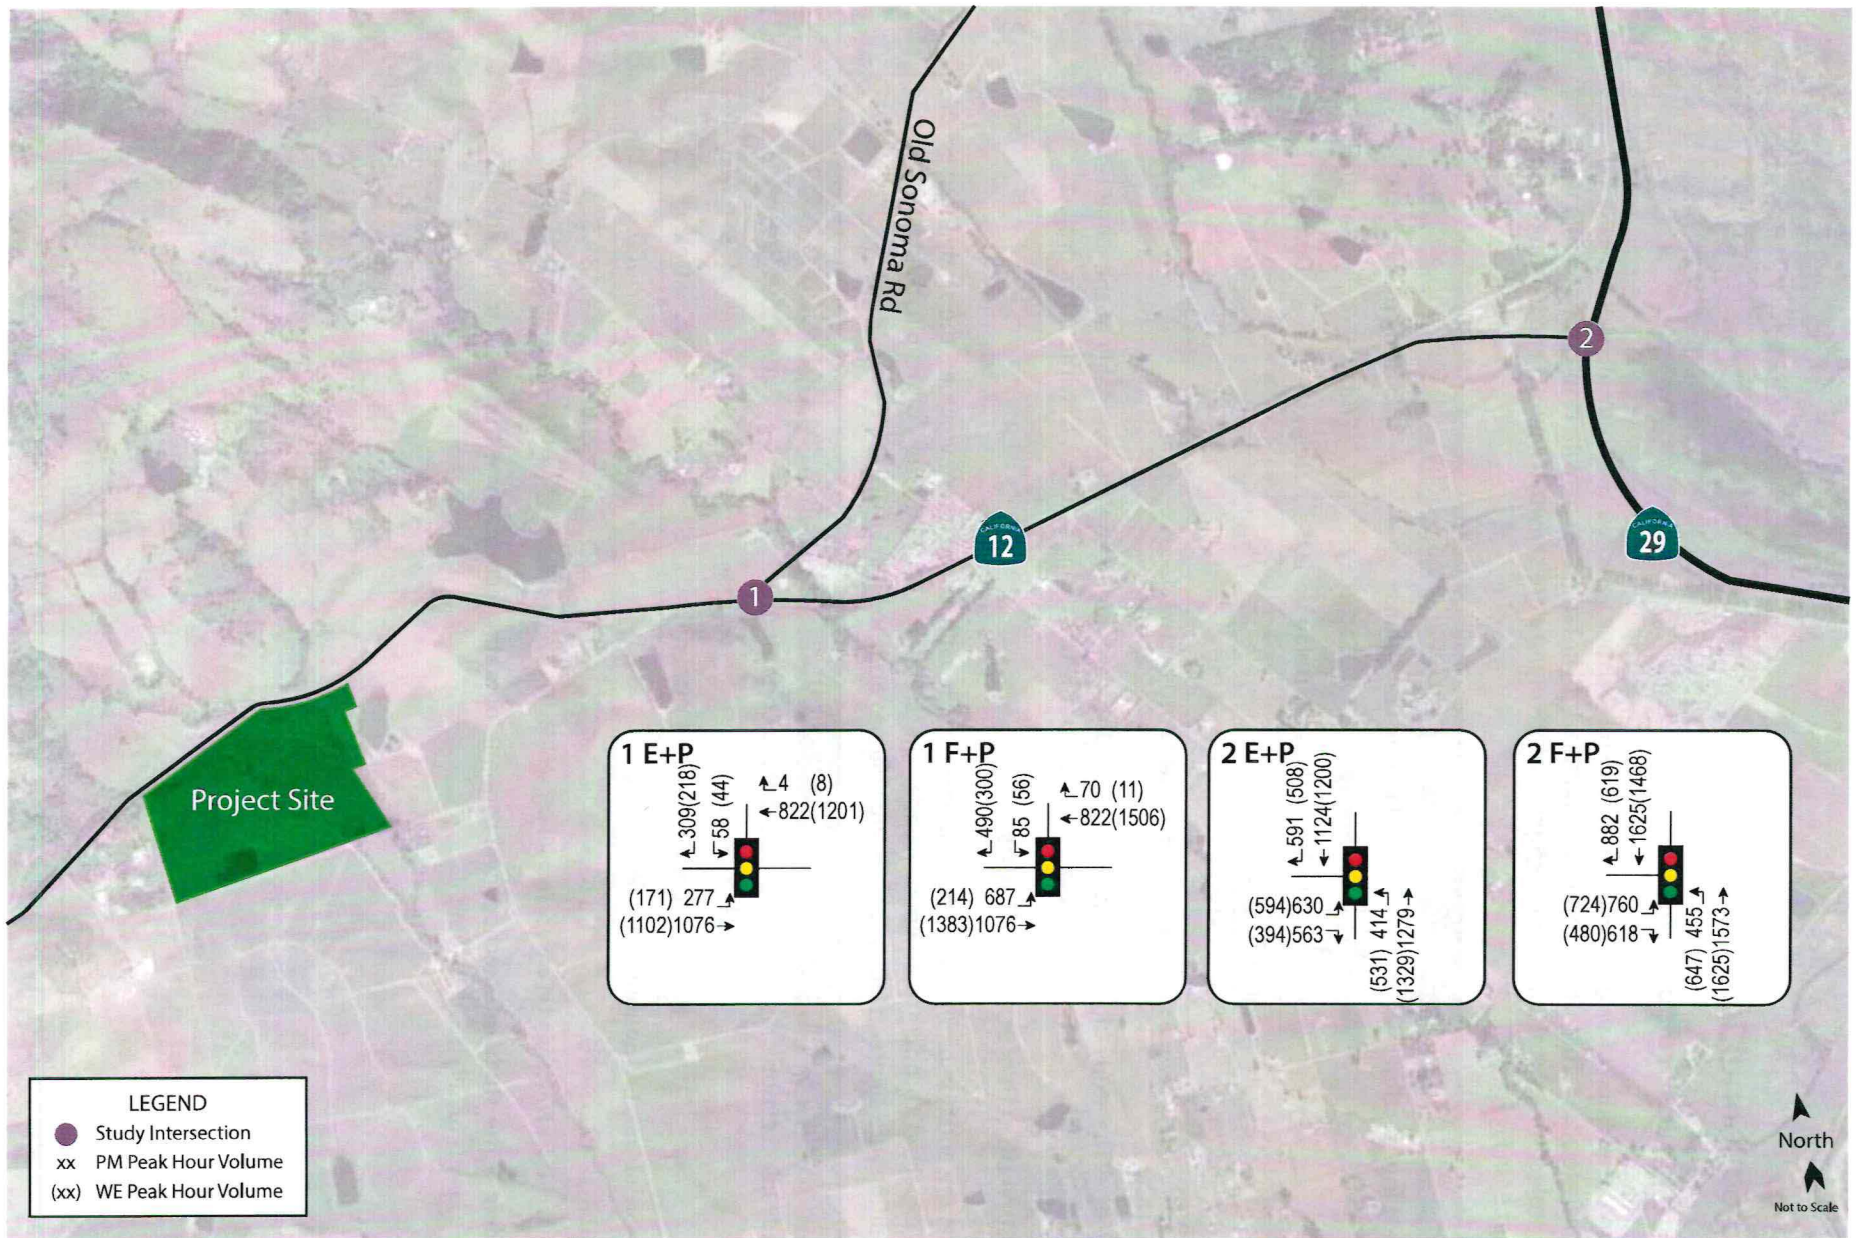 Old Sonoma Rd
2
CALIFORNIA
12
CALIFORNIA
29
1
Project Site
1 E+P
309(218)
58 (44)
4 (8)
822(1201)
(171) 277
(1102)1076
1 F+P
490(300)
85 (56)
70 (11)
822(1506)
(214) 687
(1383)1076
2 E+P
591 (508)
1124(1200)
(594)630
(394)563
(531) 414
(1329)1279
2 F+P
882 (619)
1625(1468)
(724)760
(480)618
(647) 455
(1625)1573
LEGEND
Study Intersection
xx PM Peak Hour Volume
(xx) WE Peak Hour Volume
North
Not to Scale